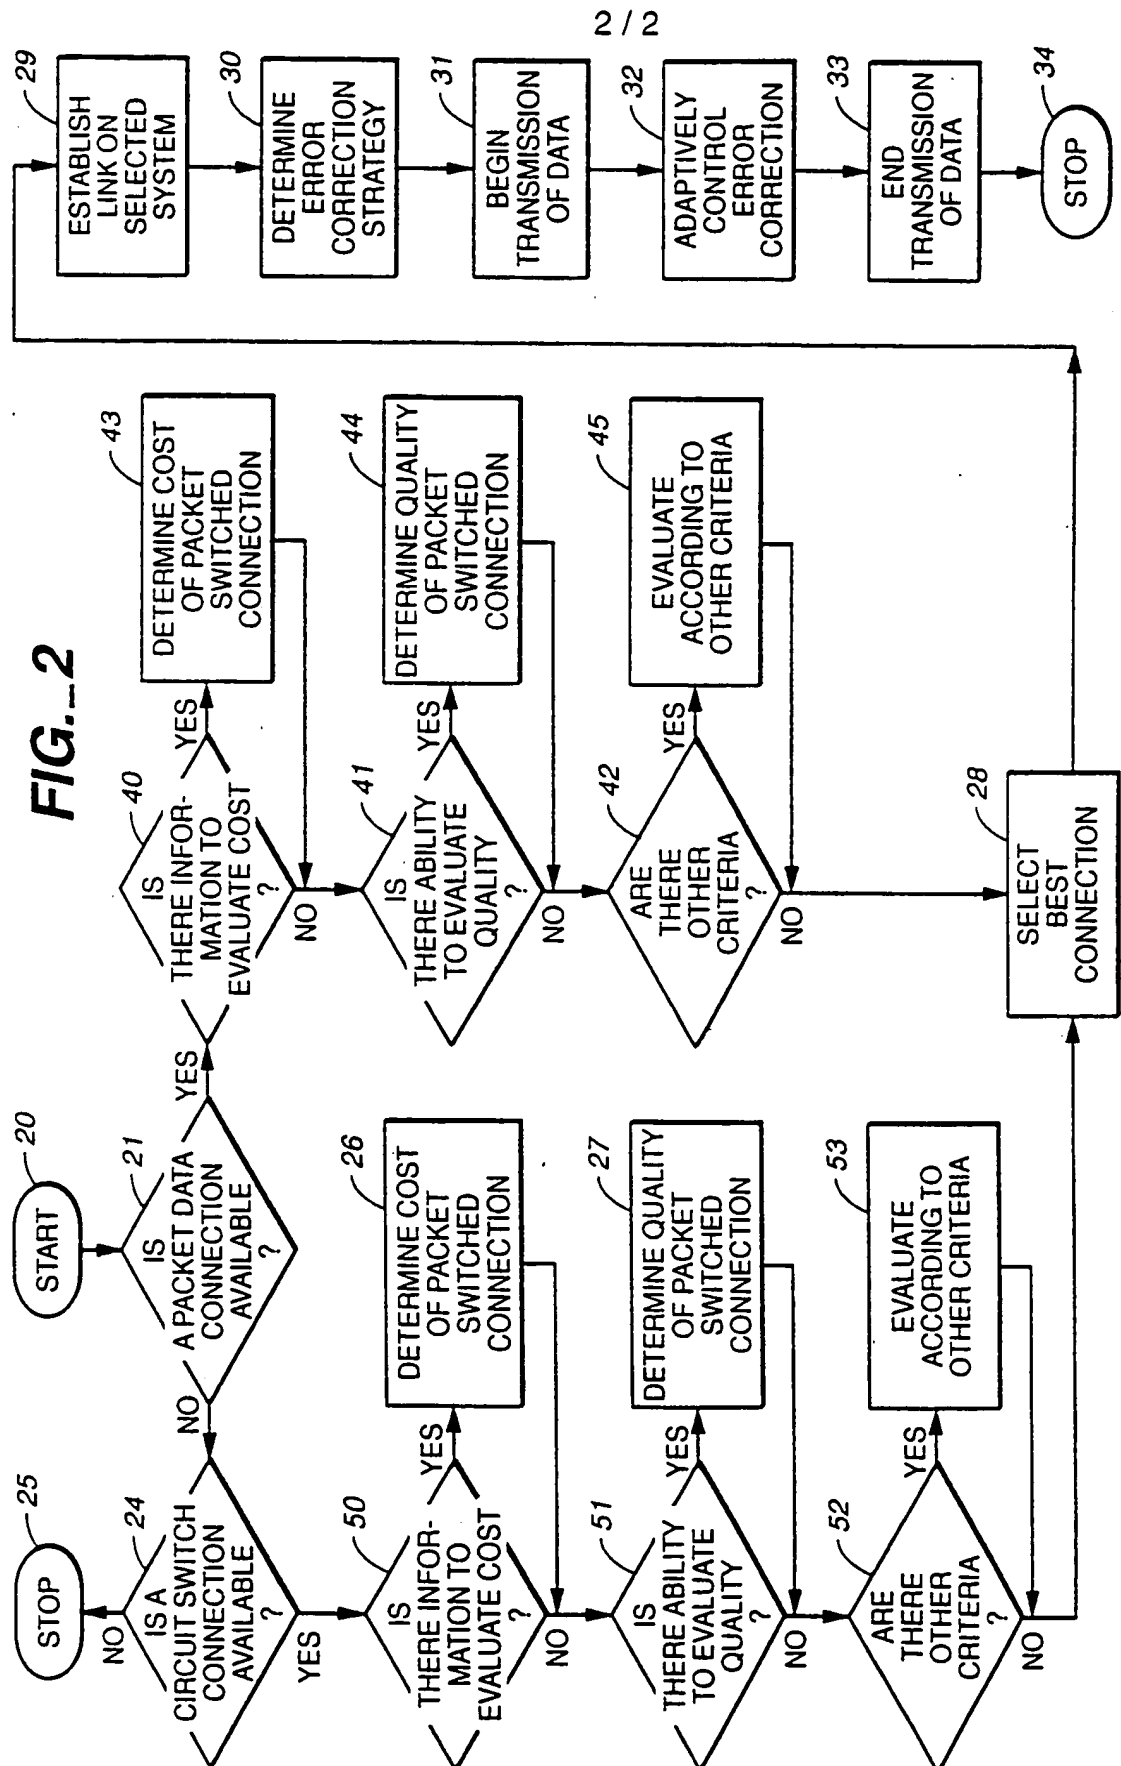 2 / 2
FIG._2
20
START
21
IS
A PACKET DATA
CONNECTION
AVAILABLE
?
NO
YES
25
STOP
NO
24
IS A
CIRCUIT SWITCH
CONNECTION
AVAILABLE
?
YES
50
IS
THERE INFOR-
MATION TO
EVALUATE COST
?
YES
NO
26
DETERMINE COST
OF PACKET
SWITCHED
CONNECTION
51
IS
THERE ABILITY
TO EVALUATE
QUALITY
?
YES
NO
27
DETERMINE QUALITY
OF PACKET
SWITCHED
CONNECTION
52
ARE
THERE
OTHER
CRITERIA
?
YES
NO
53
EVALUATE
ACCORDING TO
OTHER CRITERIA
40
IS
THERE INFOR-
MATION TO
EVALUATE COST
?
YES
NO
43
DETERMINE COST
OF PACKET
SWITCHED
CONNECTION
41
IS
THERE ABILITY
TO EVALUATE
QUALITY
?
YES
NO
44
DETERMINE QUALITY
OF PACKET
SWITCHED
CONNECTION
42
ARE
THERE
OTHER
CRITERIA
?
YES
NO
45
EVALUATE
ACCORDING TO
OTHER CRITERIA
28
SELECT
BEST
CONNECTION
29
ESTABLISH
LINK ON
SELECTED
SYSTEM
30
DETERMINE
ERROR
CORRECTION
STRATEGY
31
BEGIN
TRANSMISSION
OF DATA
32
ADAPTIVELY
CONTROL
ERROR
CORRECTION
33
END
TRANSMISSION
OF DATA
34
STOP